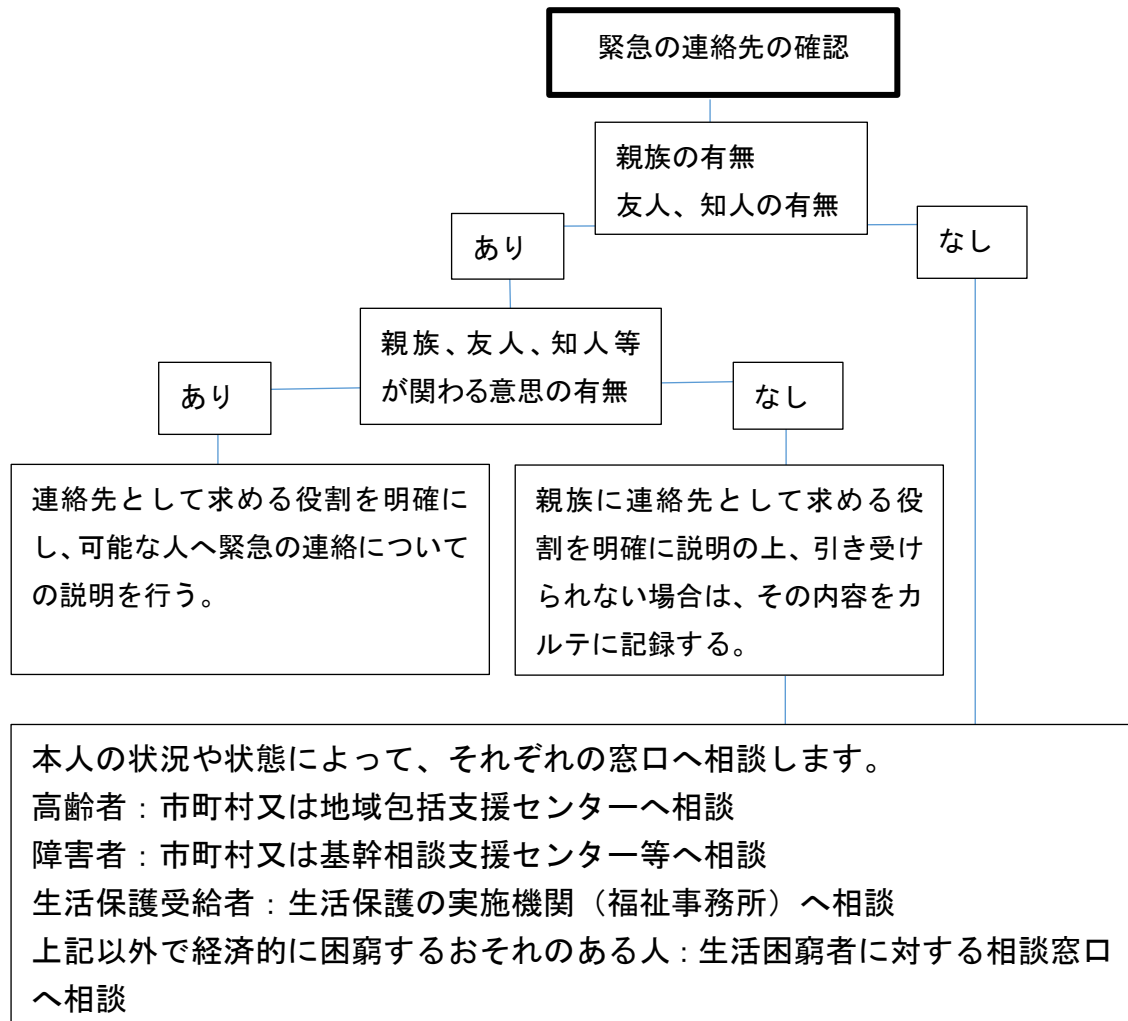 緊急の連絡先の確認
親族の有無
友人、知人の有無
あり
なし
親族、友人、知人等
が関わる意思の有無
あり
なし
連絡先として求める役割を明確に
し、可能な人へ緊急の連絡について
の説明を行う。
親族に連絡先として求める役
割を明確に説明の上、引き受け
られない場合は、その内容をカ
ルテに記録する。
本人の状況や状態によって、それぞれの窓口へ相談します。
高齢者：市町村又は地域包括支援センターへ相談
障害者：市町村又は基幹相談支援センター等へ相談
生活保護受給者：生活保護の実施機関（福祉事務所）へ相談
上記以外で経済的に困窮するおそれのある人：生活困窮者に対する相談窓口
へ相談